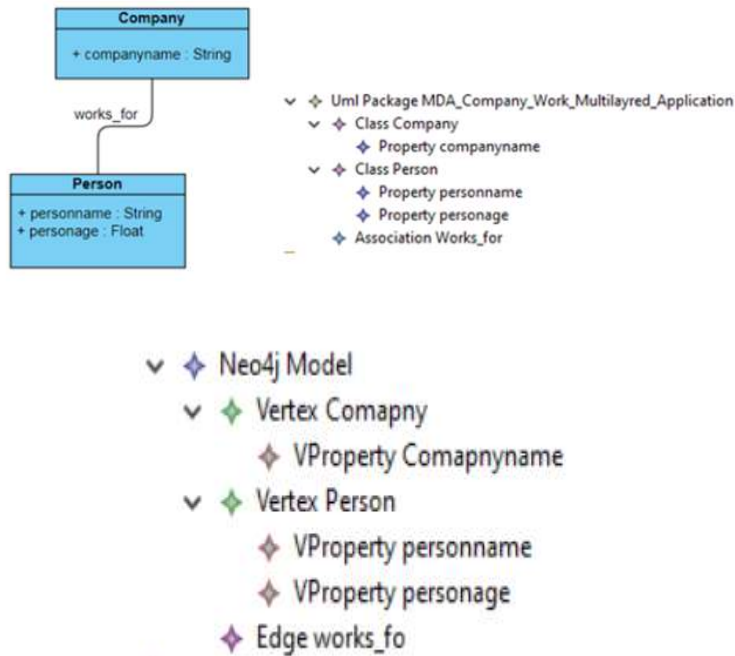 Company
+ companyname : String
works_for
Person
+ personname : String
+ personage : Float
Uml Package MDA_Company_Work_Multilayred_Application
Class Company
Property companyname
Class Person
Property personname
Property personage
Association Works_for
Neo4j Model
Vertex Comapny
VProperty Comapnyname
Vertex Person
VProperty personname
VProperty personage
Edge works_fo